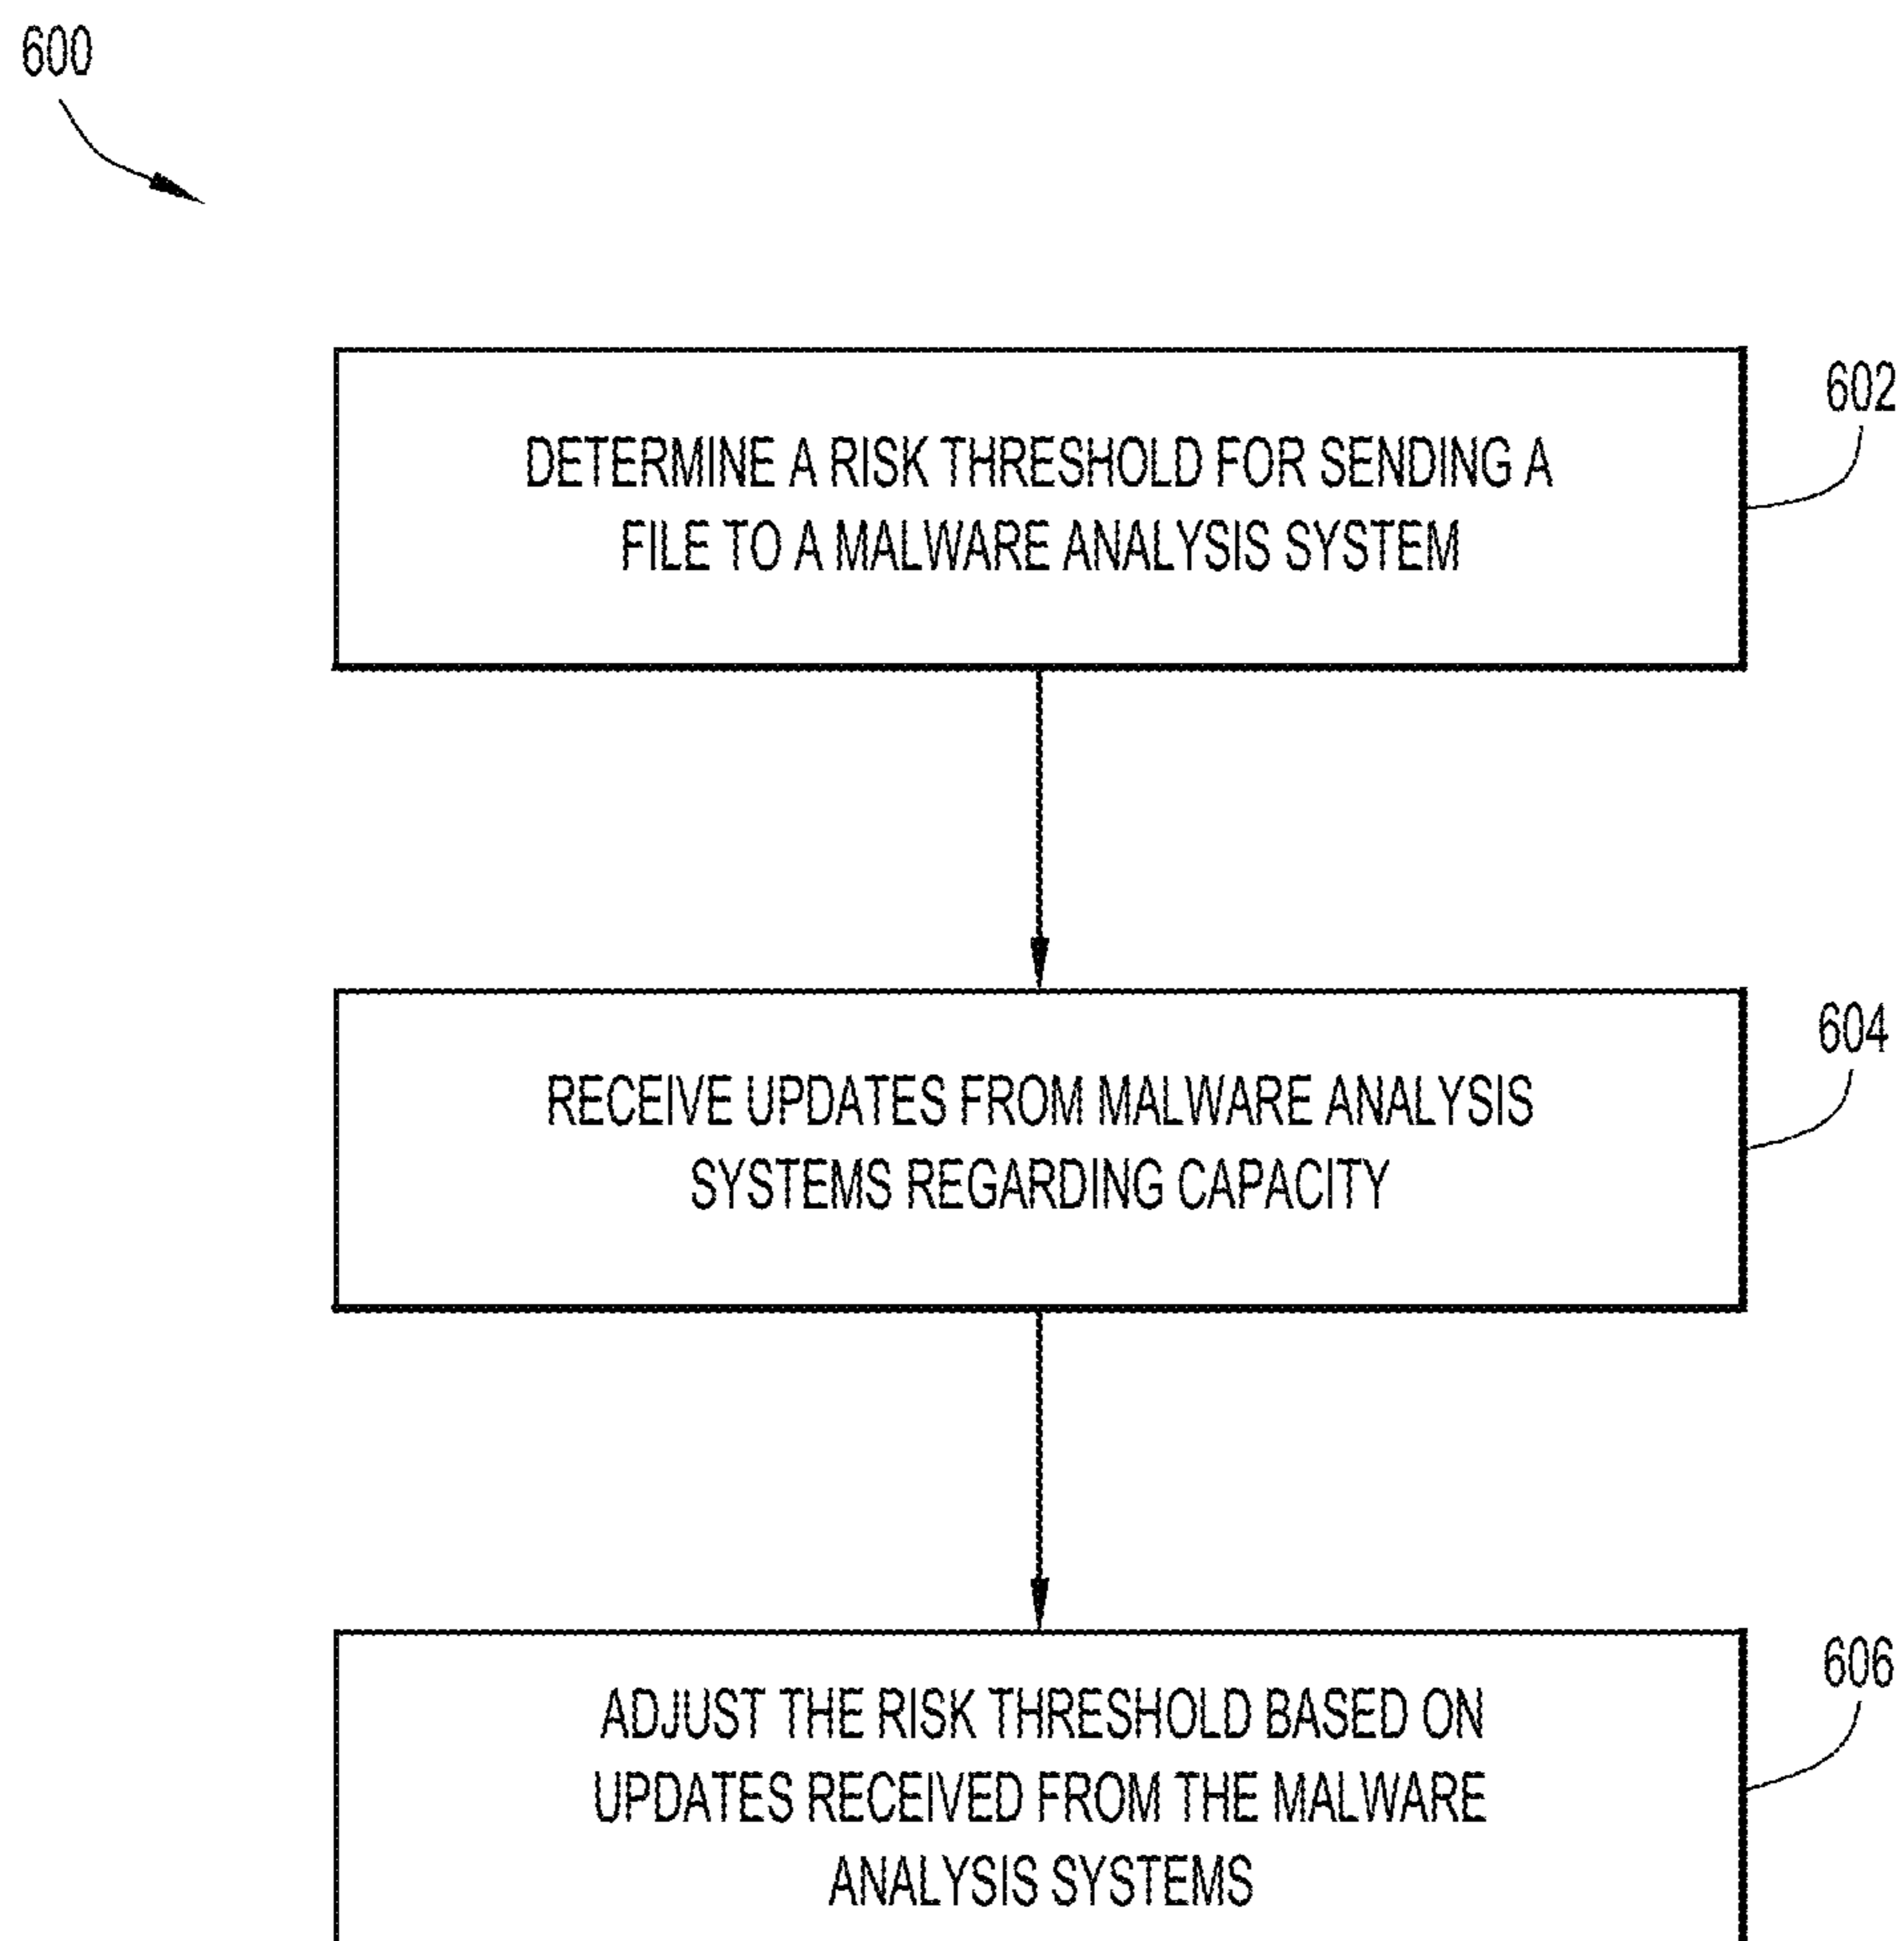 600
602
DETERMINE A RISK THRESHOLD FOR SENDING A
FILE TO A MALWARE ANALYSIS SYSTEM
604
RECEIVE UPDATES FROM MALWARE ANALYSIS
SYSTEMS REGARDING CAPACITY
606
ADJUST THE RISK THRESHOLD BASED ON
UPDATES RECEIVED FROM THE MALWARE
ANALYSIS SYSTEMS